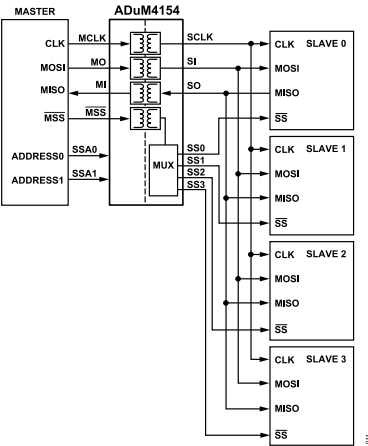 MASTER
ADuM4154
CLK MCLK SCLK CLK SLAVE 0
MOSI MO SI MOSI
MISO MI SO MISO
MSS MSS SS
ADDRESS0 SSA0 MUX SS0
SS1 CLK SLAVE 1
ADDRESS1 SSA1 SS2 MOSI
SS3
MISO
SS
CLK SLAVE 2
MOSI
MISO
SS
CLK SLAVE 3
MOSI
MISO
SS